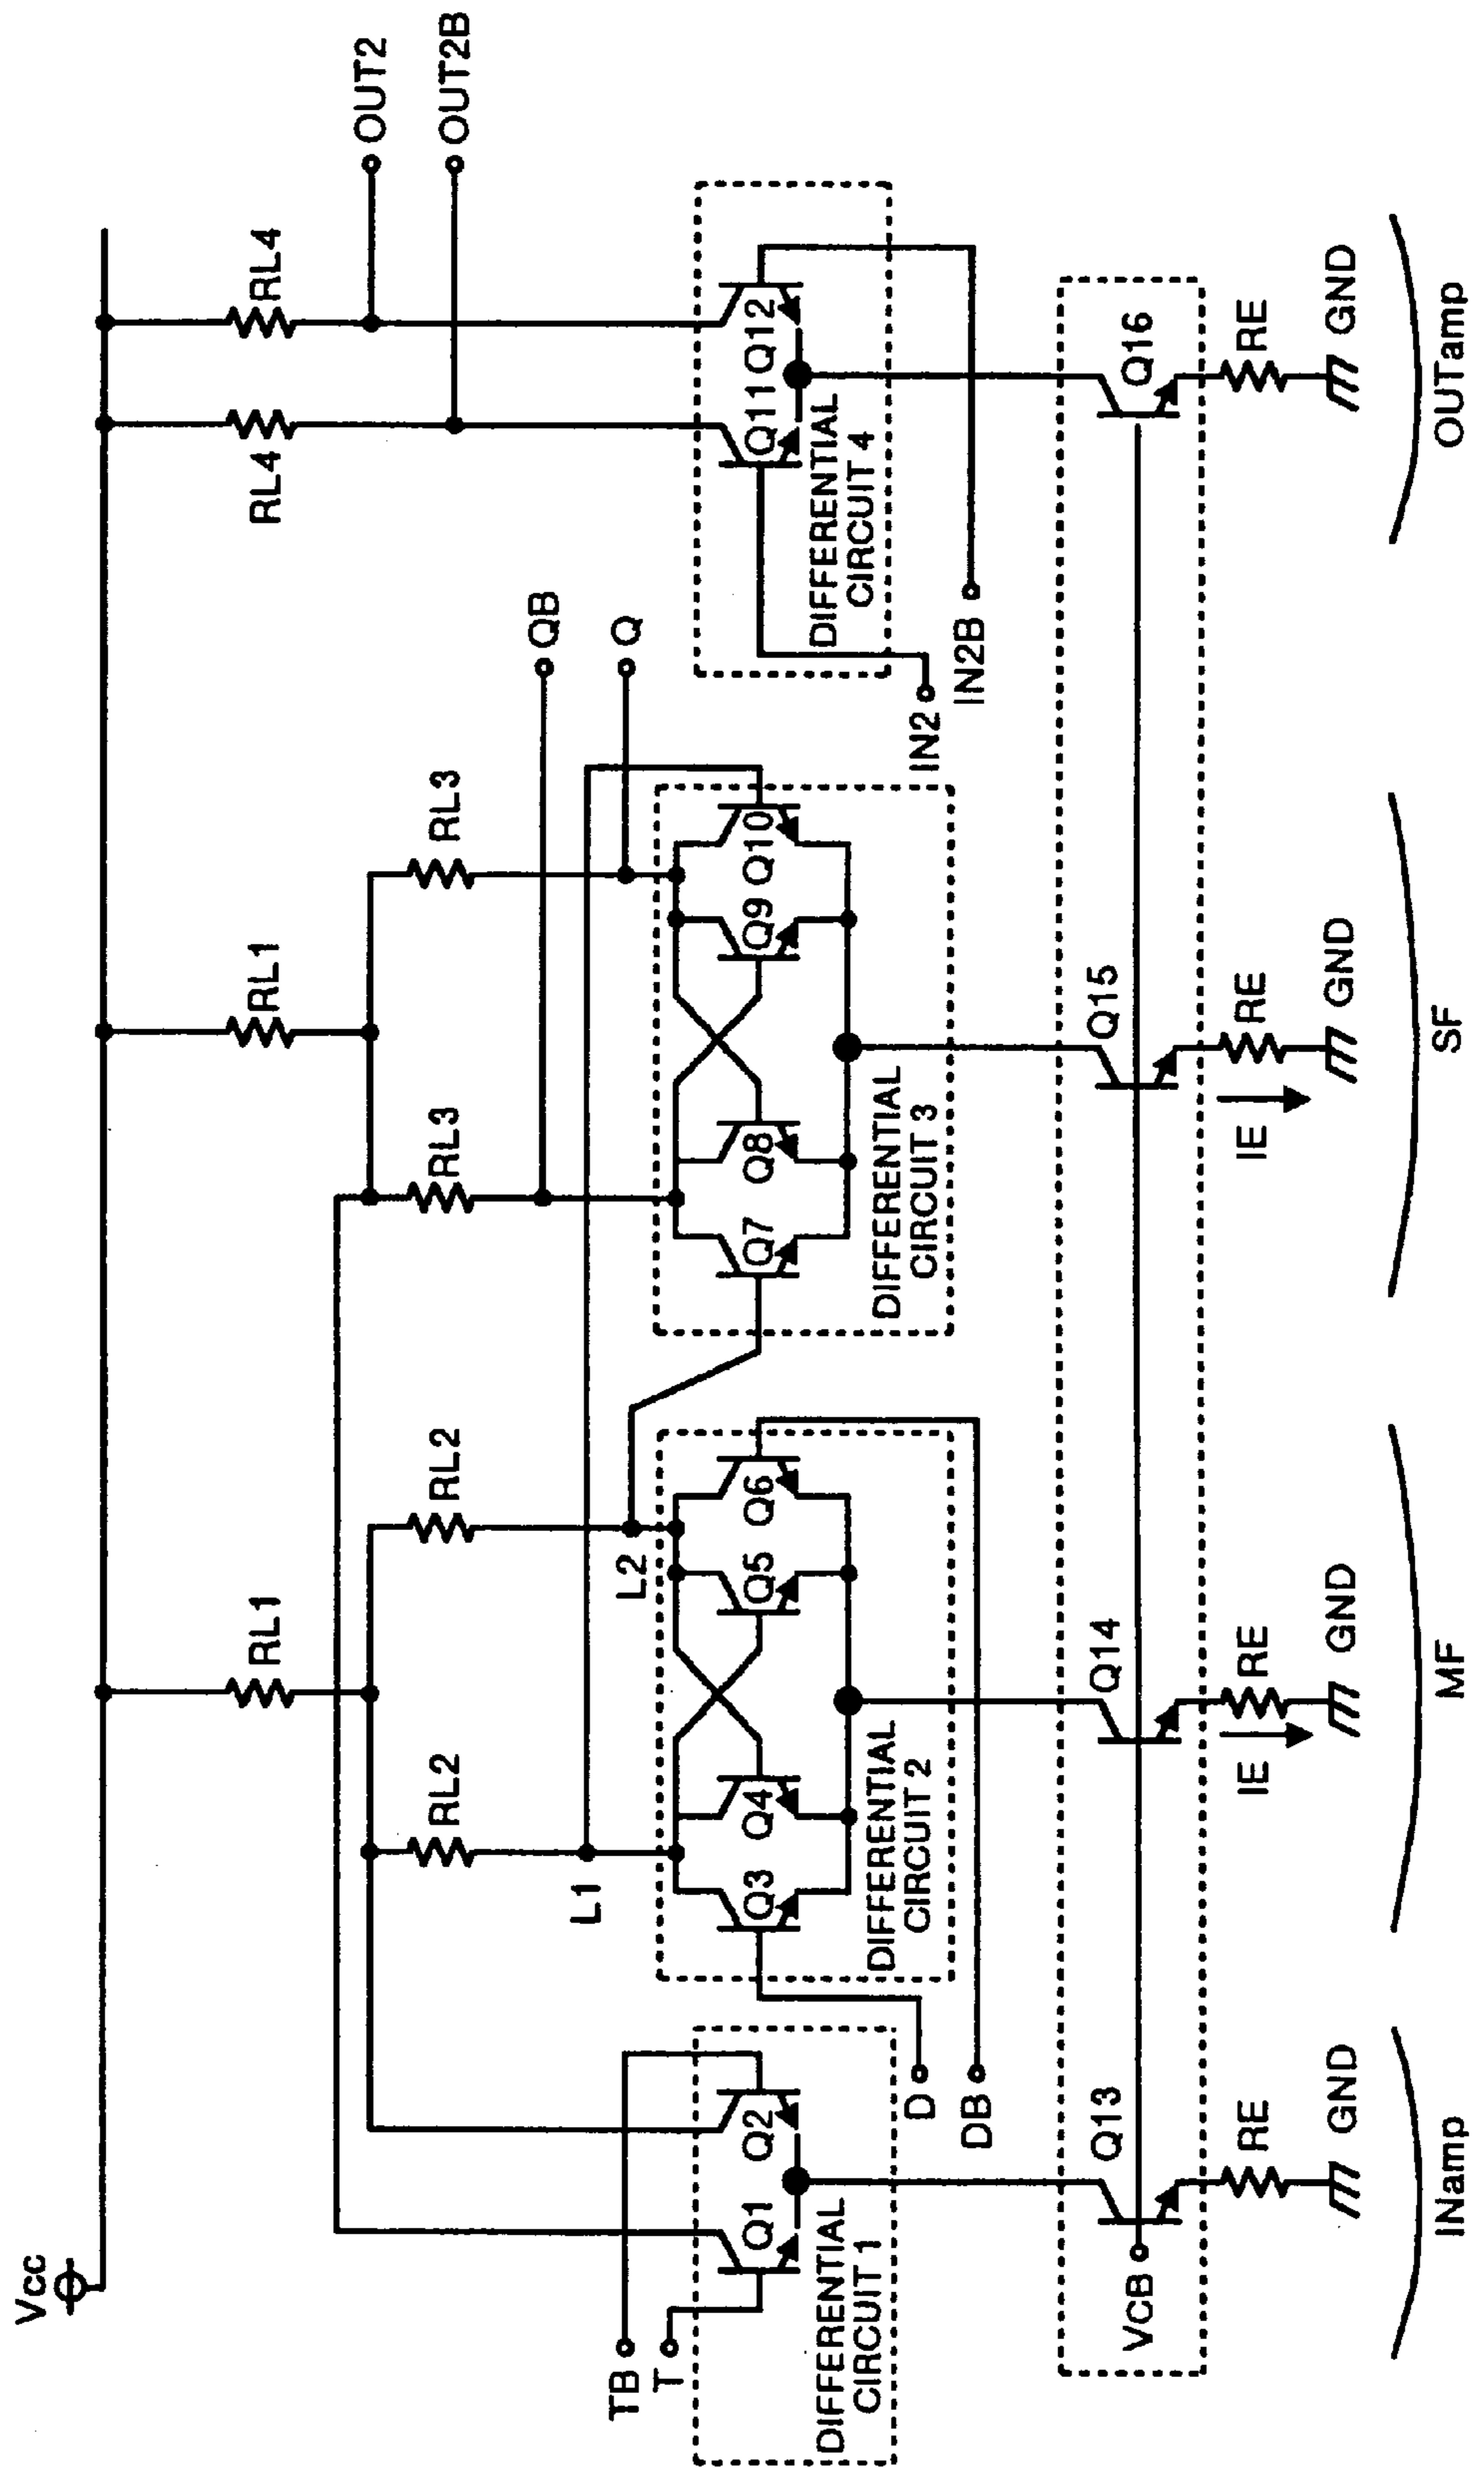 Vcc
RL1
RL1
RL4
RL4
OUT2
OUT2B
RL2
RL2
RL3
RL3
QB
Q
L1
L2
TB
T
Q1
Q2
Q3
Q4
Q5
Q6
Q7
Q8
Q9
Q10
Q11
Q12
DIFFERENTIAL
CIRCUIT 1
DIFFERENTIAL
CIRCUIT 2
DIFFERENTIAL
CIRCUIT 3
DIFFERENTIAL
CIRCUIT 4
D
DB
IN2
IN2B
VCB
Q13
Q14
Q15
Q16
RE
IE
RE
IE
RE
RE
GND
GND
GND
GND
INamp
MF
SF
OUTamp